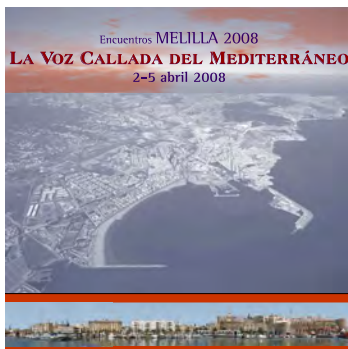 Encuentros MELILLA 2008
LA VOZ CALLADA DEL MEDITERRÁNEO
2-5 abril 2008